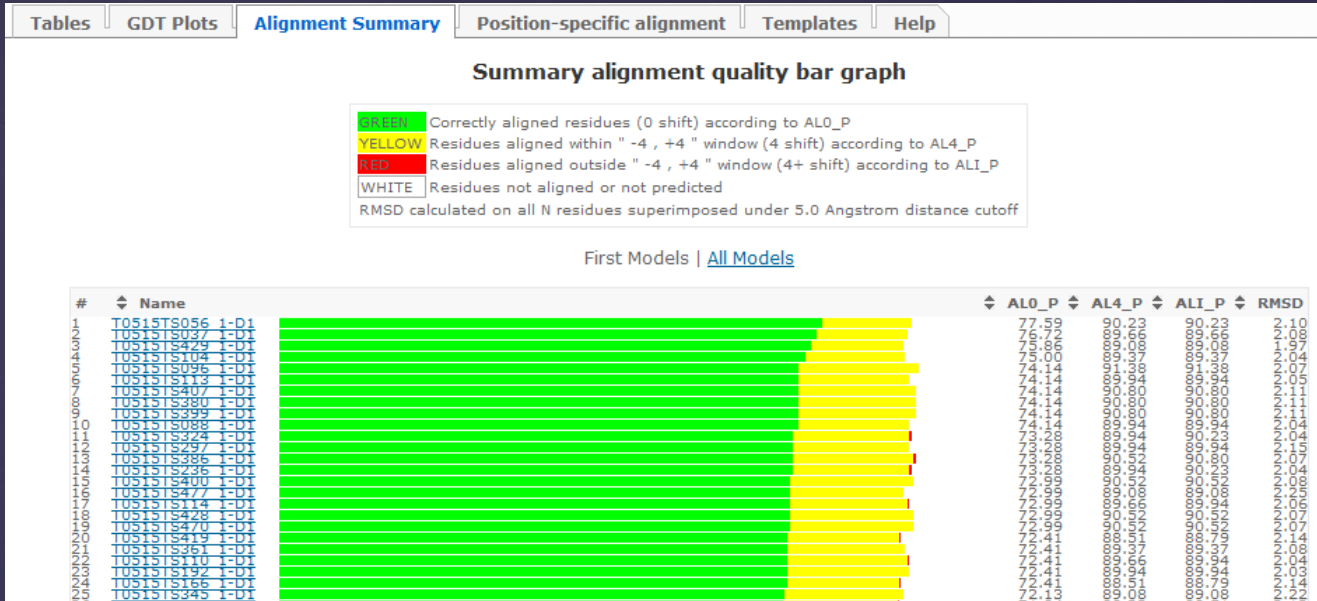 Tables GDT Plots Alignment Summary Position-specific alignment Templates Help
Summary alignment quality bar graph
GREEN Correctly aligned residues (0 shift) according to AL0_P
YELLOW Residues aligned within " -4 , +4 " window (4 shift) according to AL4_P
RED Residues aligned outside " -4 , +4 " window (4+ shift) according to ALI_P
WHITE Residues not aligned or not predicted
RMSD calculated on all N residues superimposed under 5.0 Angstrom distance cutoff
First Models | All Models
# Name AL0_P AL4_P ALI_P RMSD
1 T0515TS056_1-D1 77.59 90.23 90.23 2.10
2 T0515TS037_1-D1 76.72 89.66 89.66 2.08
3 T0515TS429_1-D1 75.86 89.08 89.08 1.97
4 T0515TS104_1-D1 75.00 89.37 89.37 2.04
5 T0515TS096_1-D1 74.14 91.38 91.38 2.07
6 T0515TS113_1-D1 74.14 89.94 89.94 2.05
7 T0515TS407_1-D1 74.14 90.80 90.80 2.11
8 T0515TS380_1-D1 74.14 90.80 90.80 2.11
9 T0515TS399_1-D1 74.14 90.80 90.80 2.11
10 T0515TS088_1-D1 74.14 89.94 89.94 2.04
11 T0515TS324_1-D1 73.28 89.94 90.23 2.04
12 T0515TS297_1-D1 73.28 89.94 89.94 2.15
13 T0515TS386_1-D1 73.28 90.52 90.80 2.07
14 T0515TS236_1-D1 73.28 89.94 90.23 2.04
15 T0515TS400_1-D1 72.99 90.52 90.52 2.08
16 T0515TS477_1-D1 72.99 89.08 89.08 2.25
17 T0515TS114_1-D1 72.99 89.66 89.94 2.06
18 T0515TS428_1-D1 72.99 90.52 90.52 2.07
19 T0515TS470_1-D1 72.99 90.52 90.52 2.07
20 T0515TS419_1-D1 72.41 88.51 88.79 2.14
21 T0515TS361_1-D1 72.41 89.37 89.37 2.08
22 T0515TS110_1-D1 72.41 89.66 89.94 2.04
23 T0515TS192_1-D1 72.41 89.94 89.94 2.03
24 T0515TS166_1-D1 72.41 88.51 88.79 2.14
25 T0515TS345_1-D1 72.13 89.08 89.08 2.22